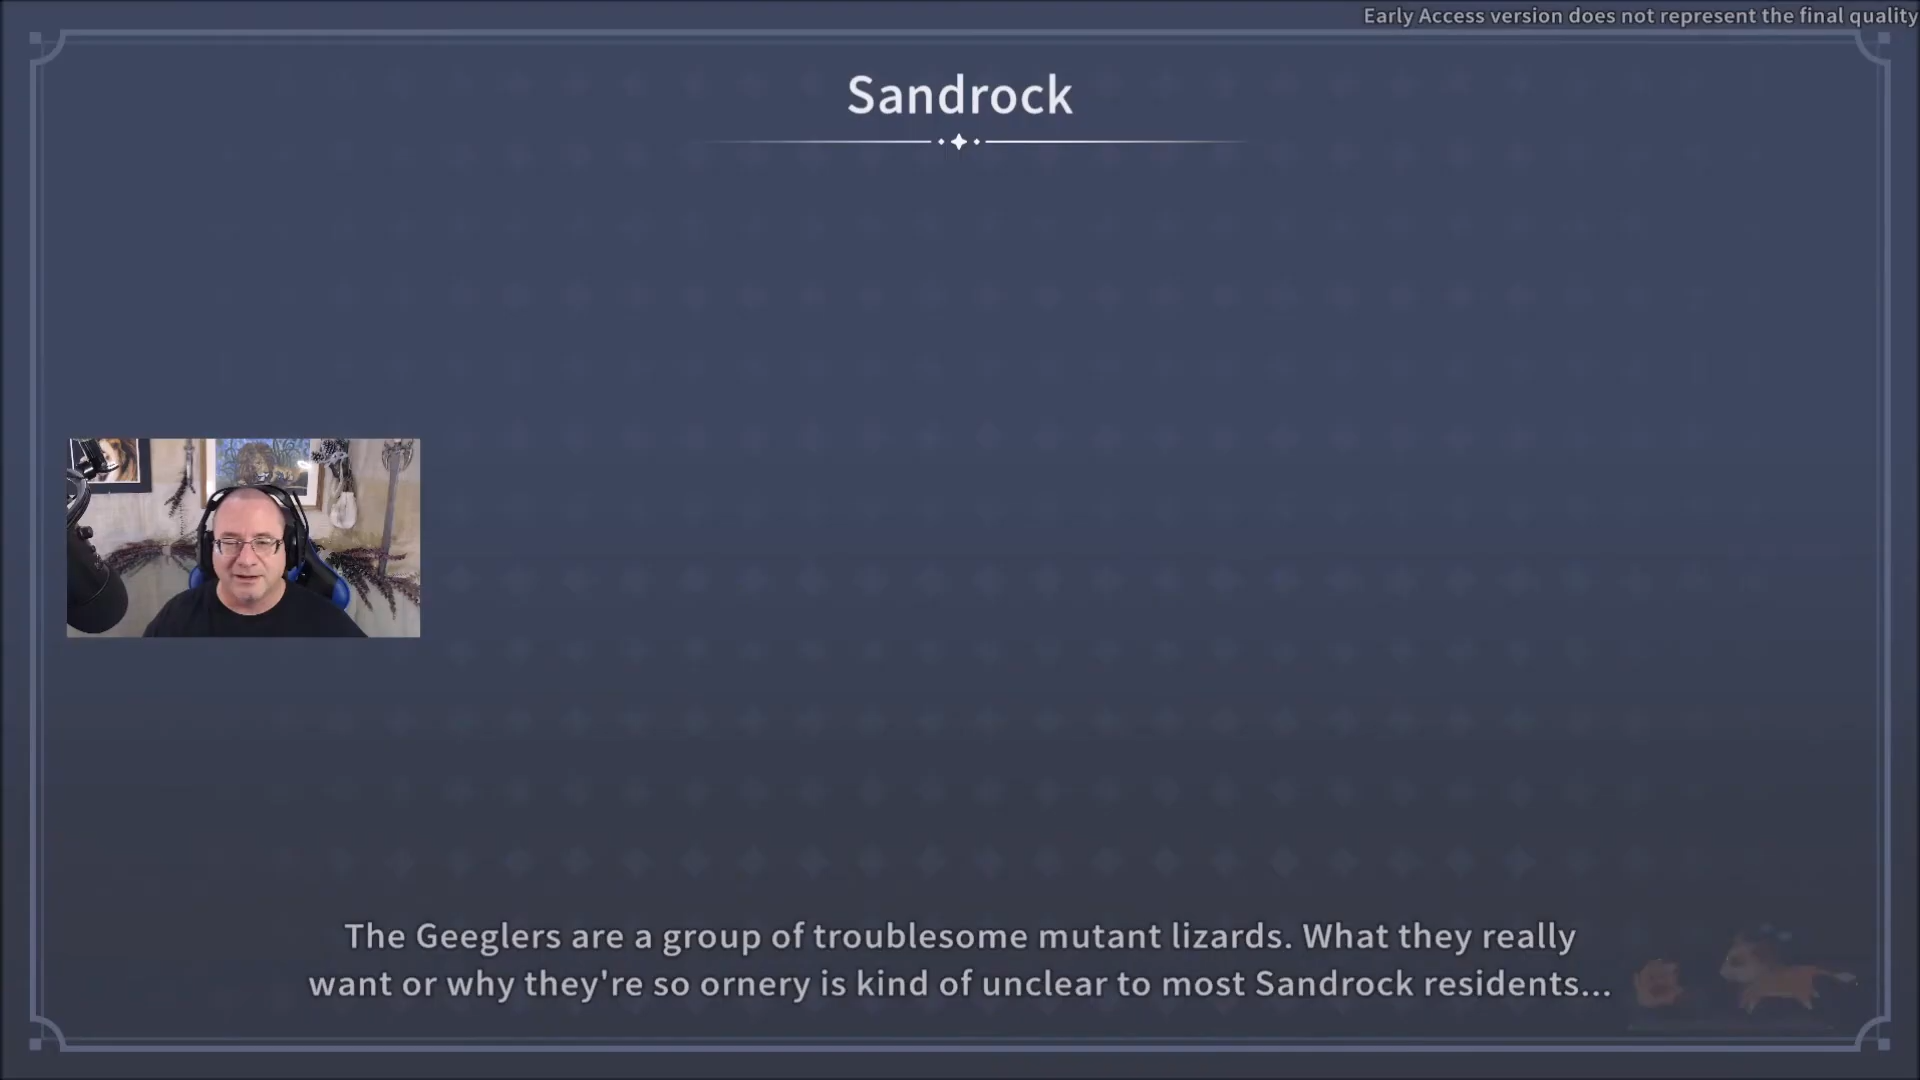 Early Access version does not represent the final quality
Sandrock
The Geeglers are a group of troublesome mutant lizards. What they really
want or why they're so ornery is kind of unclear to most Sandrock residents...